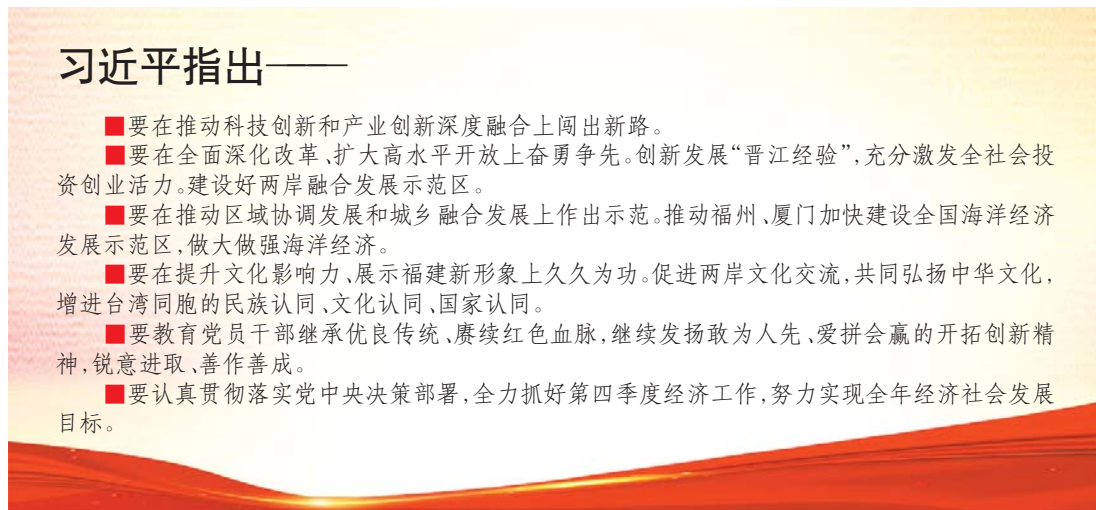 习近平指出——
■要在推动科技创新和产业创新深度融合上闯出新路。
■要在全面深化改革、扩大高水平开放上奋勇争先。创新发展“晋江经验”,充分激发全社会投
资创业活力。建设好两岸融合发展示范区。
■要在推动区域协调发展和城乡融合发展上作出示范。推动福州、厦门加快建设全国海洋经济
发展示范区,做大做强海洋经济。
■要在提升文化影响力、展示福建新形象上久久为功。促进两岸文化交流,共同弘扬中华文化,
增进台湾同胞的民族认同、文化认同、国家认同。
■要教育党员干部继承优良传统、赓续红色血脉,继续发扬敢为人先、爱拼会赢的开拓创新精
神,锐意进取、善作善成。
■要认真贯彻落实党中央决策部署,全力抓好第四季度经济工作,努力实现全年经济社会发展
目标。